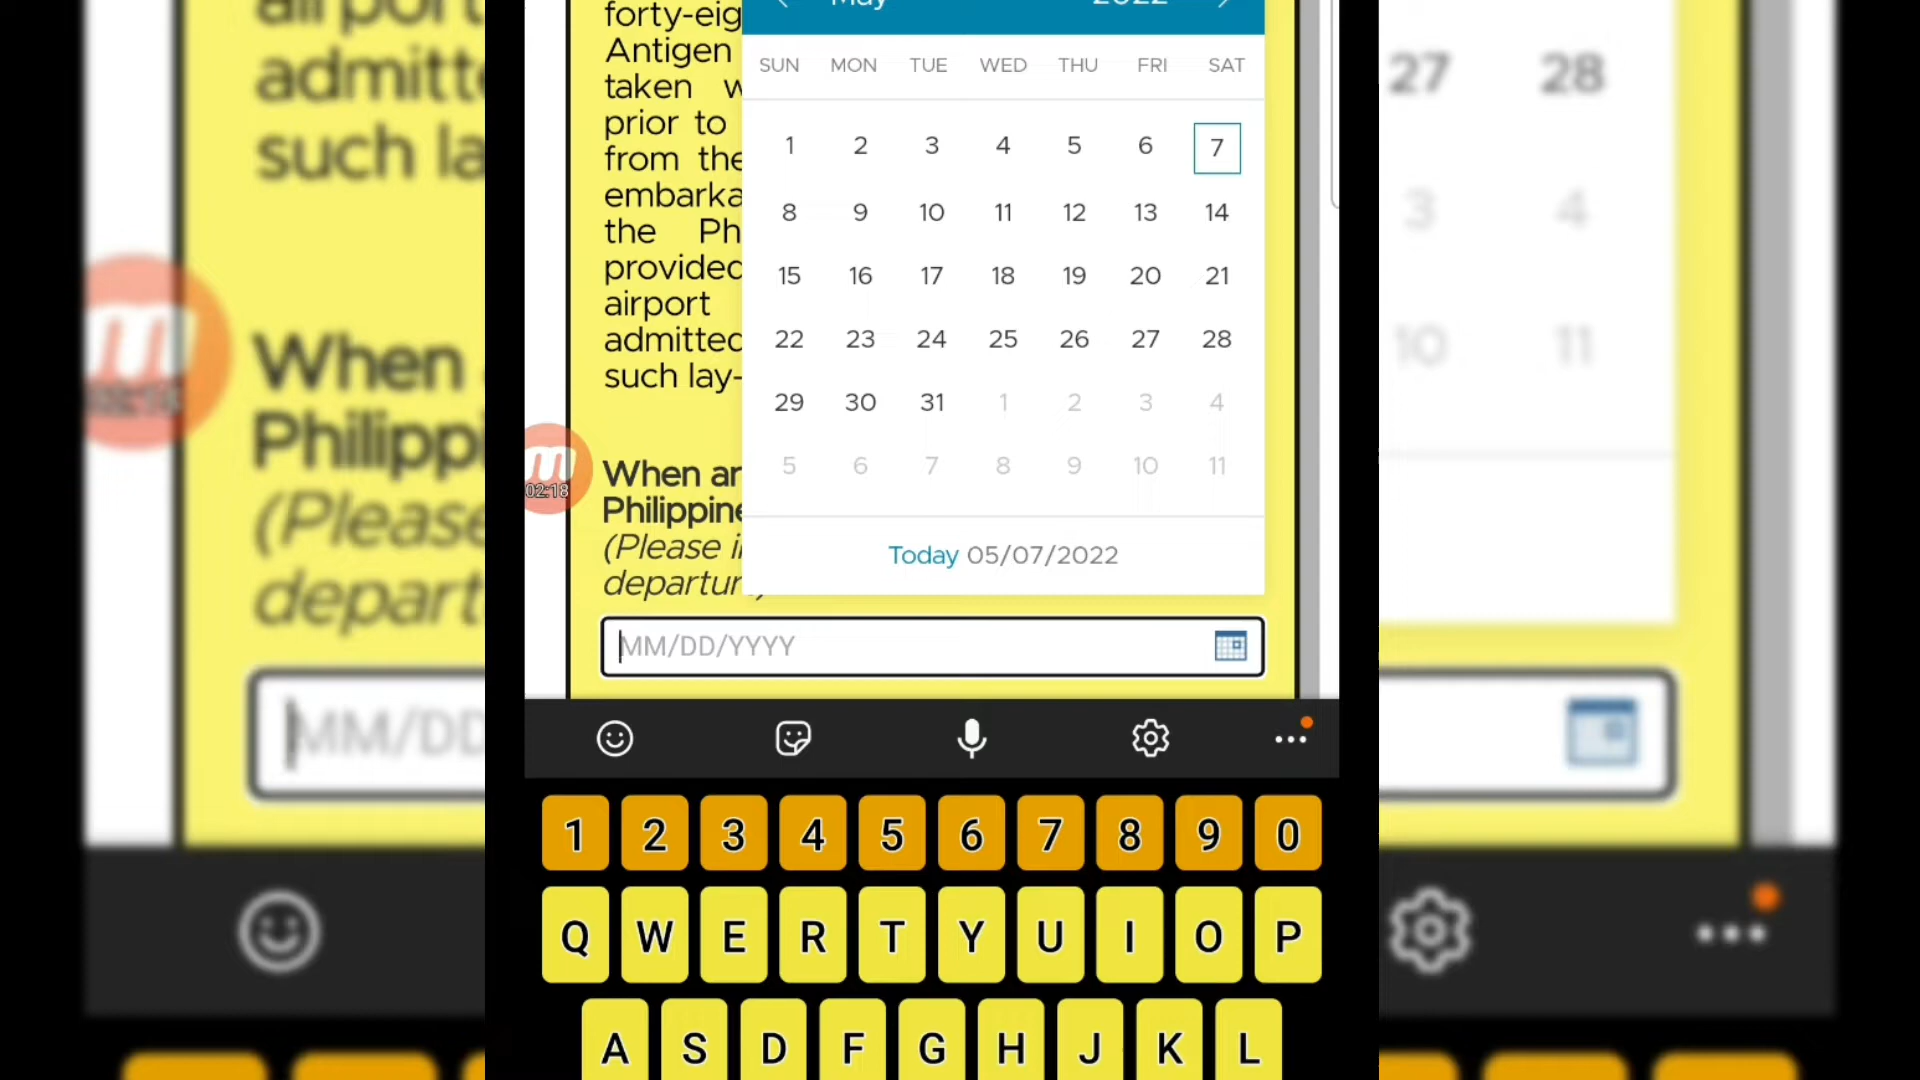 forty-eig
May 2022
Antigen
taken w
prior to
from the
embarka
the Ph
provided
airport
admitted
such lay-
SUN MON TUE WED THU FRI SAT
1 2 3 4 5 6 7
8 9 10 11 12 13 14
15 16 17 18 19 20 21
22 23 24 25 26 27 28
29 30 31 1 2 3 4
5 6 7 8 9 10 11
Today 05/07/2022
02:18
When ar
Philippine
(Please i
departur
MM/DD/YYYY
1 2 3 4 5 6 7 8 9 0
Q W E R T Y U I O P
A S D F G H J K L
admitte
such la
When
Philippi
(Please
depart
MM/DD
27 28
3 4
10 11